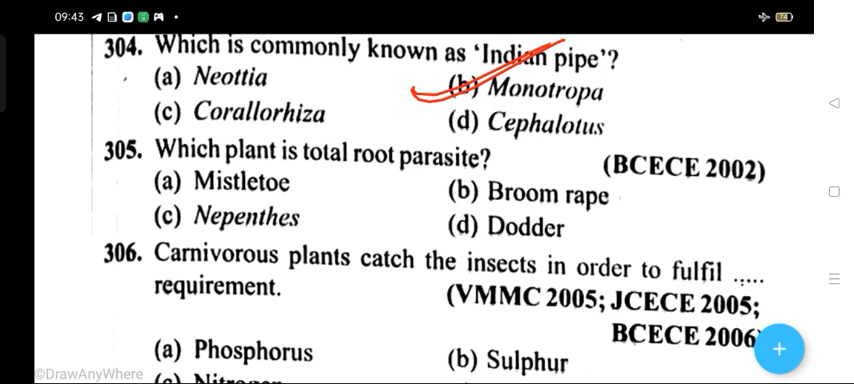 09:43
304. Which is commonly known as 'Indian pipe'?
(a) Neottia (b) Monotropa
(c) Corallorhiza (d) Cephalotus
305. Which plant is total root parasite? (BCECE 2002)
(a) Mistletoe (b) Broom rape
(c) Nepenthes (d) Dodder
306. Carnivorous plants catch the insects in order to fulfil .....
requirement. (VMMC 2005; JCECE 2005;
BCECE 2006)
(a) Phosphorus (b) Sulphur
©DrawAnyWhere